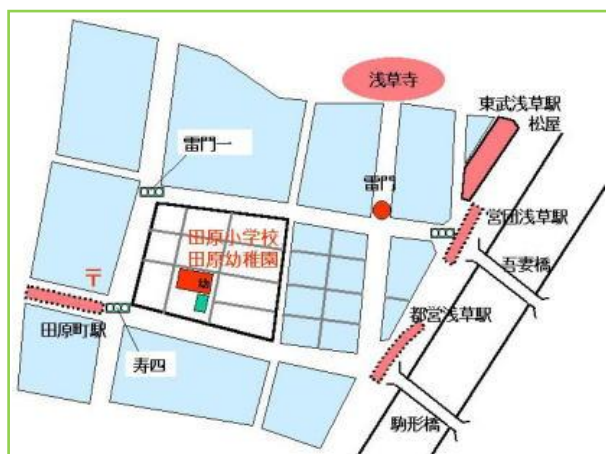 浅草寺
東武浅草駅
松屋
雷門一
雷門
営団浅草駅
田原小学校
田原幼稚園
吾妻橋
〒
幼
都営浅草駅
田原町駅
寿四
駒形橋